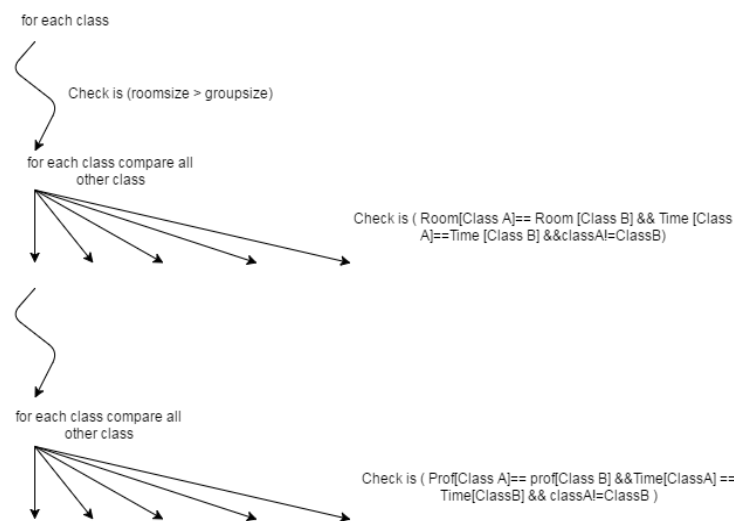 for each class
Check is (roomsize > groupsize)
for each class compare all
other class
Check is ( Room[Class A]== Room [Class B] && Time [Class
A]==Time [Class B] &&classA!=ClassB)
for each class compare all
other class
Check is ( Prof[Class A]== prof[Class B] &&Time[ClassA] ==
Time[ClassB] && classA!=ClassB )